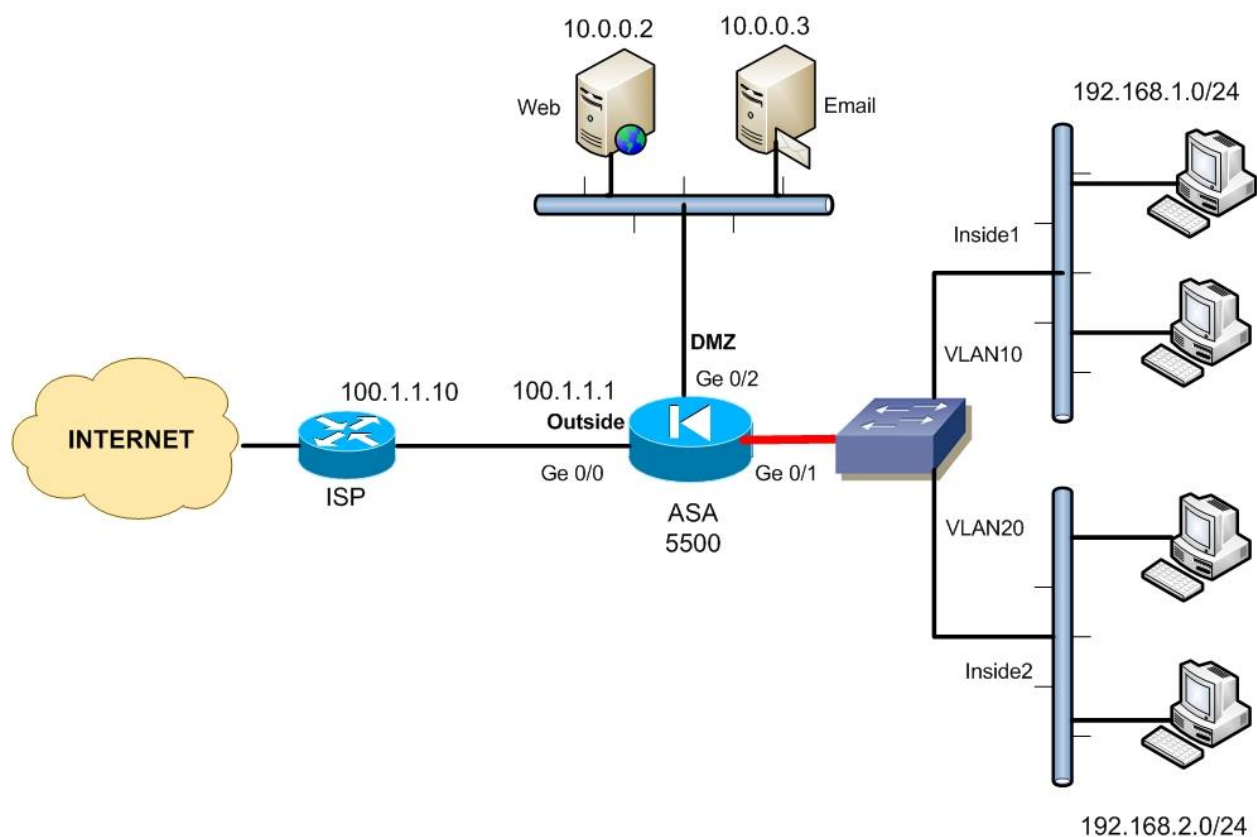 10.0.0.2
10.0.0.3
Web
Email
192.168.1.0/24
Inside1
VLAN10
DMZ
Ge 0/2
100.1.1.10
100.1.1.1
Outside
INTERNET
Ge 0/0
Ge 0/1
ISP
ASA
5500
VLAN20
Inside2
192.168.2.0/24